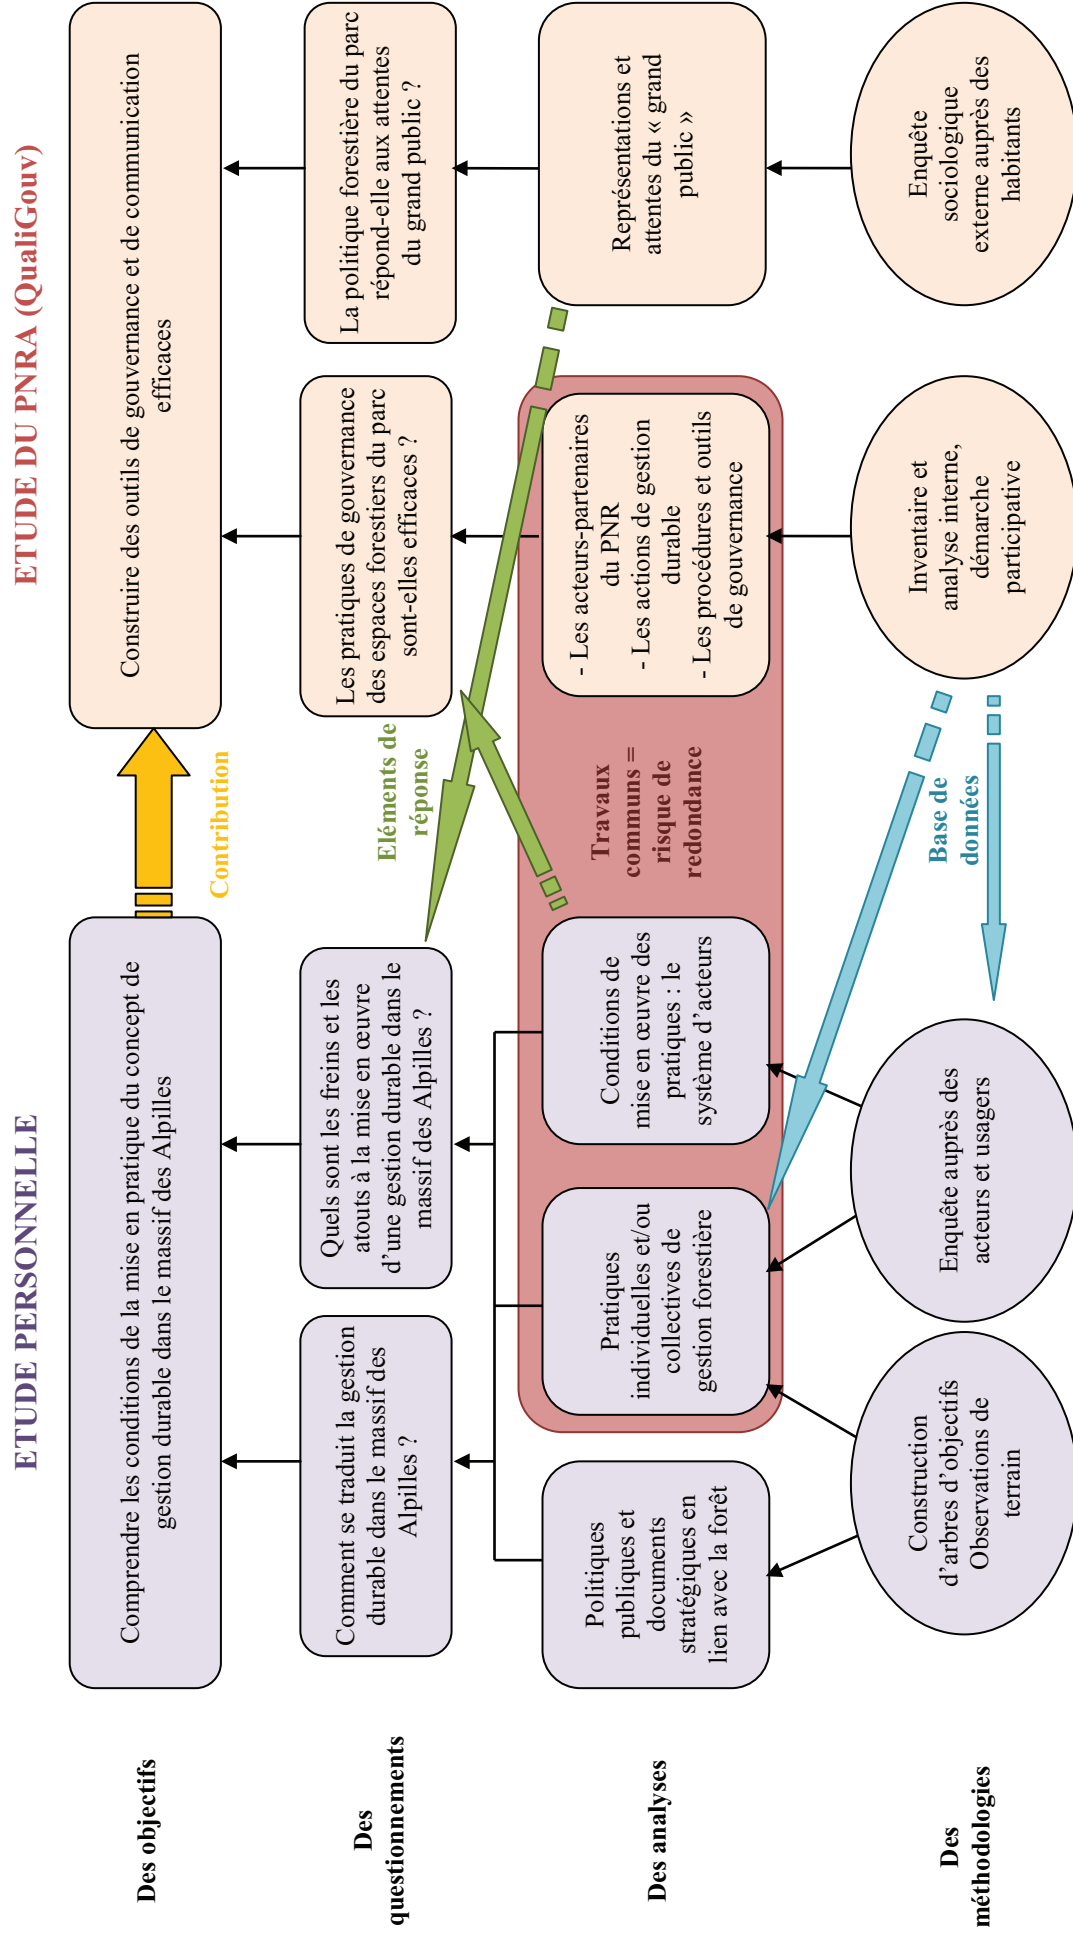 ETUDE PERSONNELLE
ETUDE DU PNRA (QualiGouv)
Des objectifs
Comprendre les conditions de la mise en pratique du concept de
gestion durable dans le massif des Alpilles
Contribution
Construire des outils de gouvernance et de communication
efficaces
Des
questionnements
Comment se traduit la gestion
durable dans le massif des
Alpilles ?
Quels sont les freins et les
atouts à la mise en œuvre
d’une gestion durable dans le
massif des Alpilles ?
Eléments de
réponse
Les pratiques de gouvernance
des espaces forestiers du parc
sont-elles efficaces ?
La politique forestière du parc
répond-elle aux attentes
du grand public ?
Des analyses
Politiques
publiques et
documents
stratégiques en
lien avec la forêt
Pratiques
individuelles et/ou
collectives de
gestion forestière
Conditions de
mise en œuvre des
pratiques : le
système d’acteurs
Travaux
communs =
risque de
redondance
- Les acteurs-partenaires
du PNR
- Les actions de gestion
durable
- Les procédures et outils
de gouvernance
Représentations et
attentes du « grand
public »
Des
méthodologies
Construction
d’arbres d’objectifs
Observations de
terrain
Enquête auprès des
acteurs et usagers
Base de
données
Inventaire et
analyse interne,
démarche
participative
Enquête
sociologique
externe auprès des
habitants